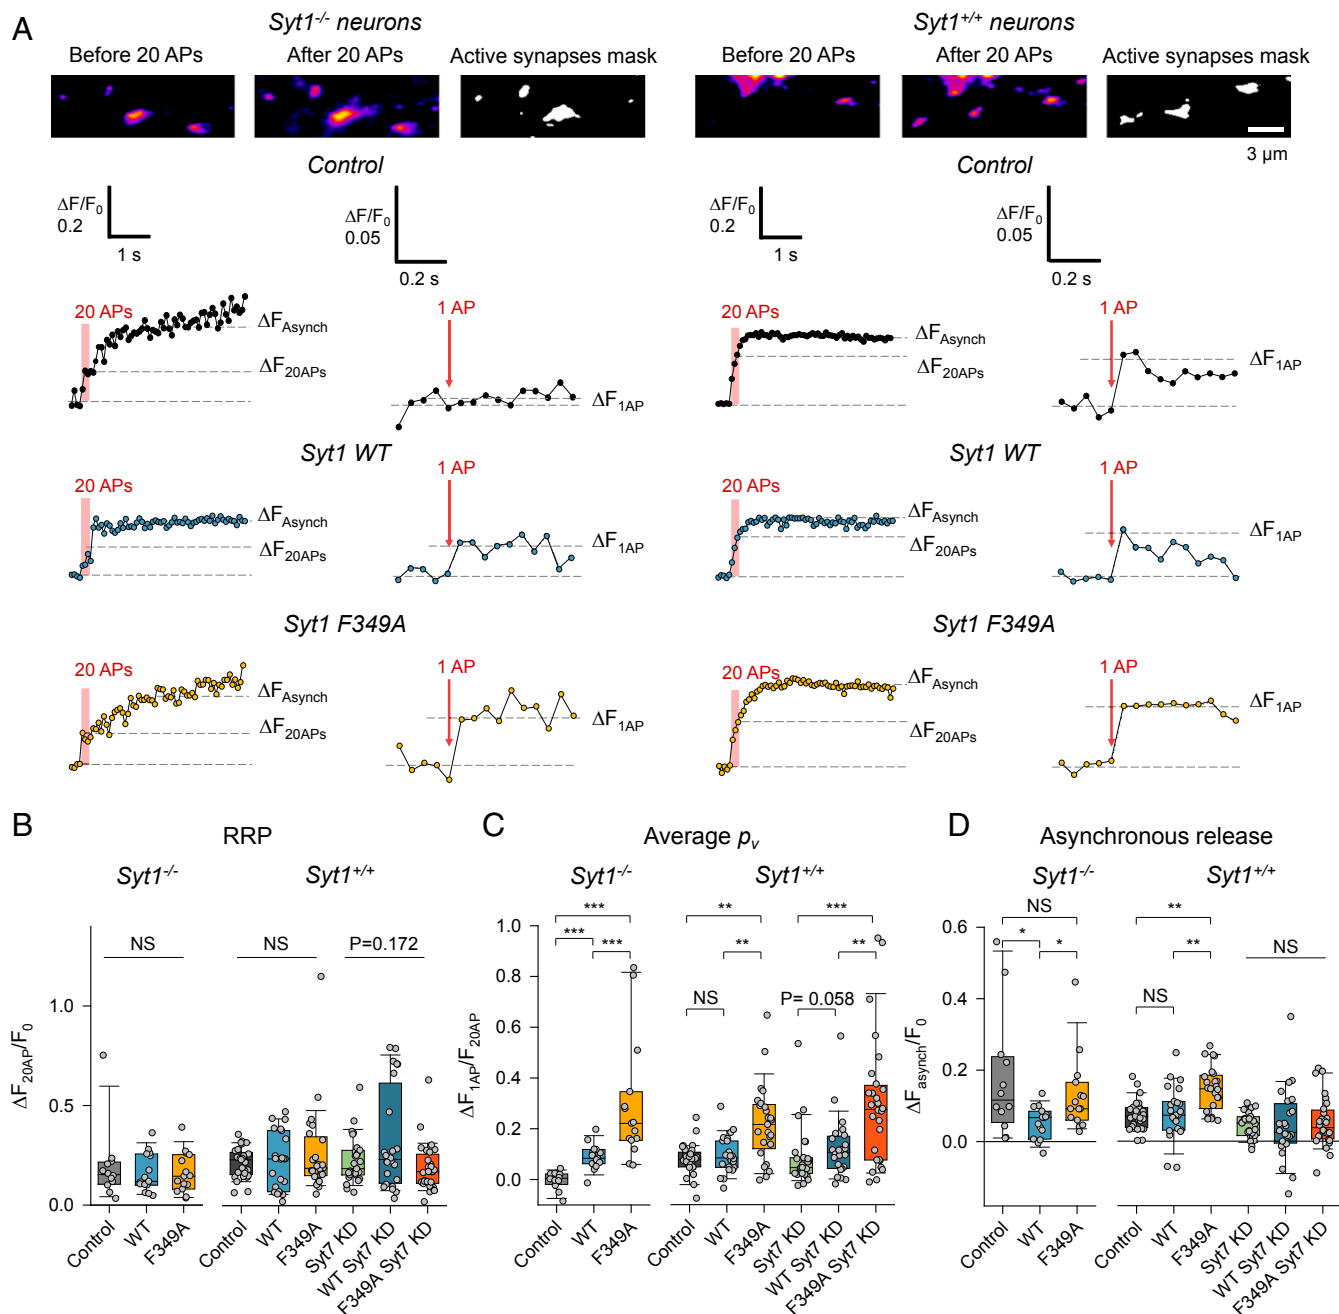 A
Syt1-/- neurons
Syt1+/+ neurons
Before 20 APs
After 20 APs
Active synapses mask
Before 20 APs
After 20 APs
Active synapses mask
3 µm
Control
Control
ΔF/F0
0.2
1 s
ΔF/F0
0.05
0.2 s
ΔF/F0
0.2
1 s
ΔF/F0
0.05
0.2 s
20 APs
ΔFAsynch
ΔF20APs
1 AP
ΔF1AP
20 APs
ΔFAsynch
ΔF20APs
1 AP
ΔF1AP
Syt1 WT
Syt1 WT
20 APs
ΔFAsynch
ΔF20APs
1 AP
ΔF1AP
20 APs
ΔFAsynch
ΔF20APs
1 AP
ΔF1AP
Syt1 F349A
Syt1 F349A
20 APs
ΔFAsynch
ΔF20APs
1 AP
ΔF1AP
20 APs
ΔFAsynch
ΔF20APs
1 AP
ΔF1AP
B
RRP
Syt1-/-
Syt1+/+
NS
NS
P=0.172
ΔF20AP/F0
1.0
0.5
0.0
Control
WT
F349A
Control
WT
F349A
Syt7 KD
WT Syt7 KD
F349A Syt7 KD
C
Average pv
Syt1-/-
Syt1+/+
***
***
***
**
**
NS
***
**
P= 0.058
ΔF1AP/F20AP
1.0
0.8
0.6
0.4
0.2
0.0
Control
WT
F349A
Control
WT
F349A
Syt7 KD
WT Syt7 KD
F349A Syt7 KD
D
Asynchronous release
Syt1-/-
Syt1+/+
NS
*
*
**
**
NS
NS
ΔFasynch/F0
0.6
0.4
0.2
0.0
Control
WT
F349A
Control
WT
F349A
Syt7 KD
WT Syt7 KD
F349A Syt7 KD